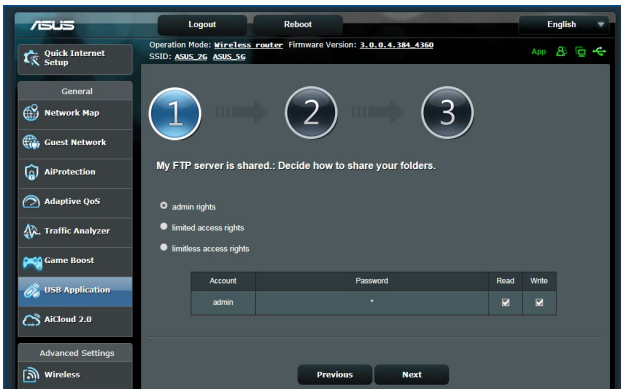 ASUS
Logout
Reboot
English
Operation Mode: Wireless router Firmware Version: 3.0.0.4.384_4360
SSID: ASUS_2G ASUS_5G
App
Quick Internet
Setup
General
Network Map
Guest Network
AiProtection
Adaptive QoS
Traffic Analyzer
Game Boost
USB Application
AiCloud 2.0
Advanced Settings
Wireless
1
2
3
My FTP server is shared.: Decide how to share your folders.
admin rights
limited access rights
limitless access rights
Account Password Read Write
admin *
Previous
Next